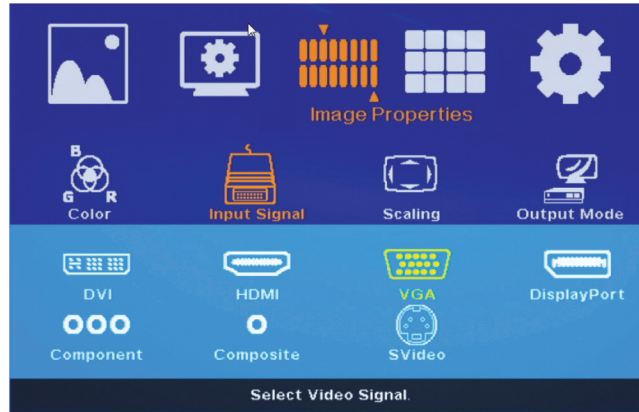 Image Properties
B
G R
Color
Input Signal
Scaling
Output Mode
DVI
HDMI
VGA
DisplayPort
Component
Composite
SVideo
Select Video Signal.